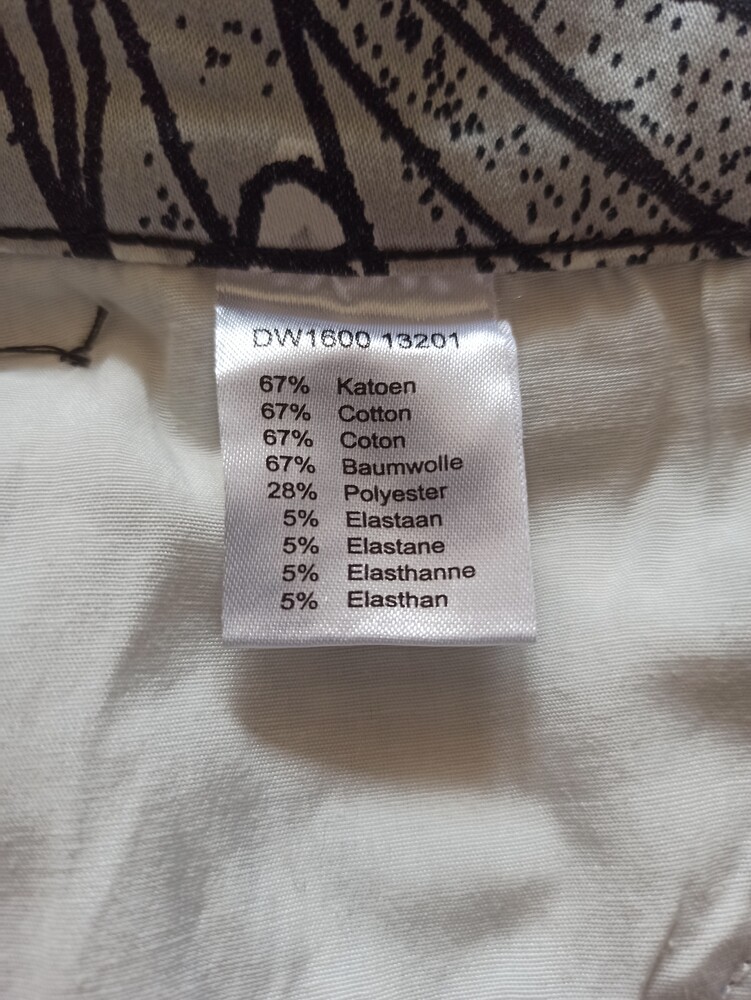 DW1600 13201
67% Katoen
67% Cotton
67% Coton
67% Baumwolle
28% Polyester
5% Elastaan
5% Elastane
5% Elasthanne
5% Elasthan